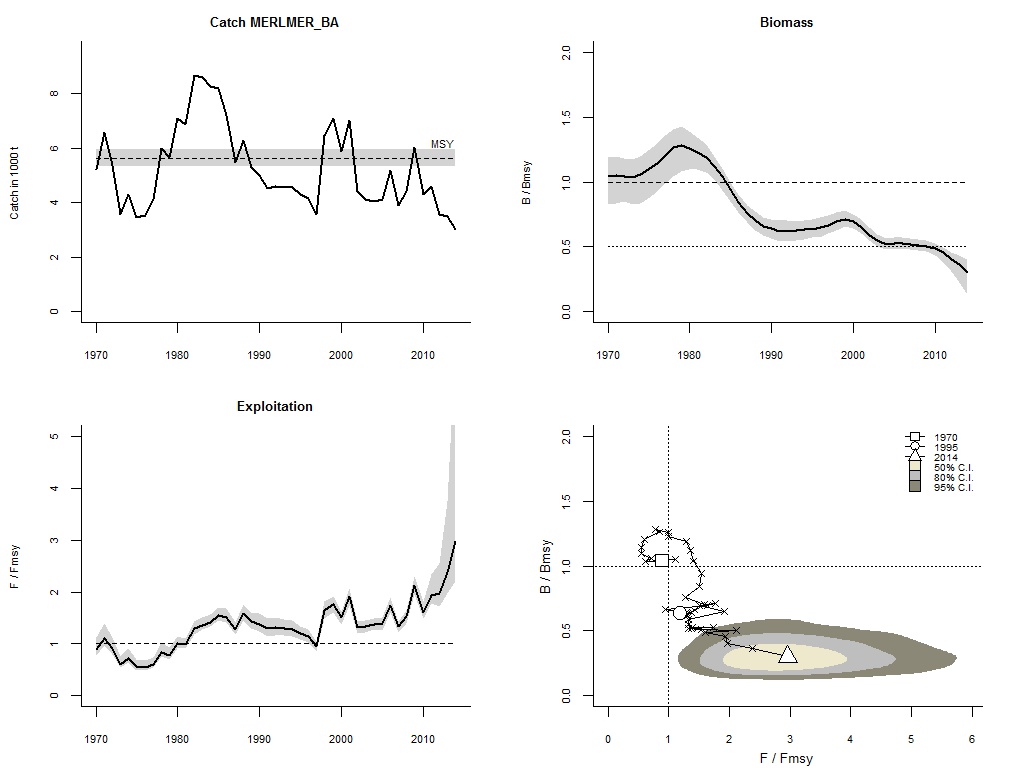 Catch MERLMER_BA
Catch in 1000 t
8
6
4
2
0
MSY
1970 1980 1990 2000 2010
Biomass
B / Bmsy
2.0
1.5
1.0
0.5
0.0
1970 1980 1990 2000 2010
Exploitation
F / Fmsy
5
4
3
2
1
0
1970 1980 1990 2000 2010
B / Bmsy
2.0
1.5
1.0
0.5
0.0
1970
1995
2014
50% C.I.
80% C.I.
95% C.I.
0 1 2 3 4 5 6
F / Fmsy